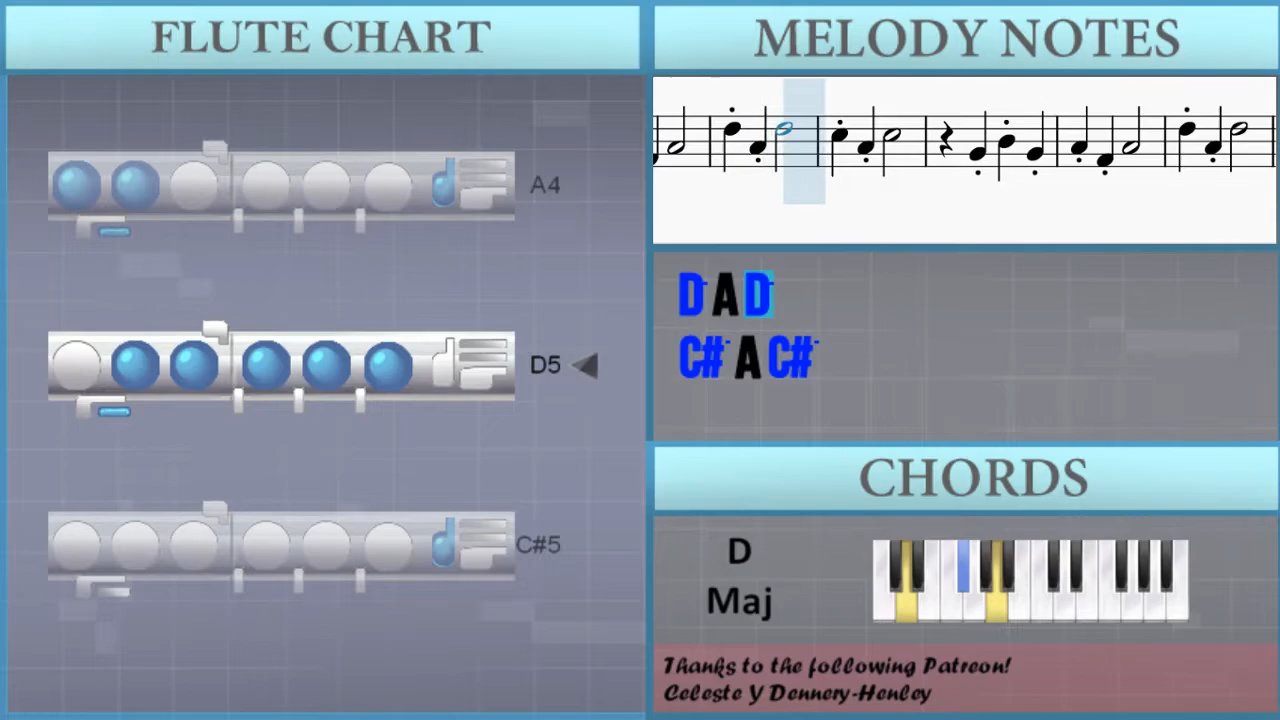 FLUTE CHART
A4
D5
C#5
MELODY NOTES
D A D
C# A C#
CHORDS
D
Maj
Thanks to the following Patreon!
Celeste Y Dennery-Henley